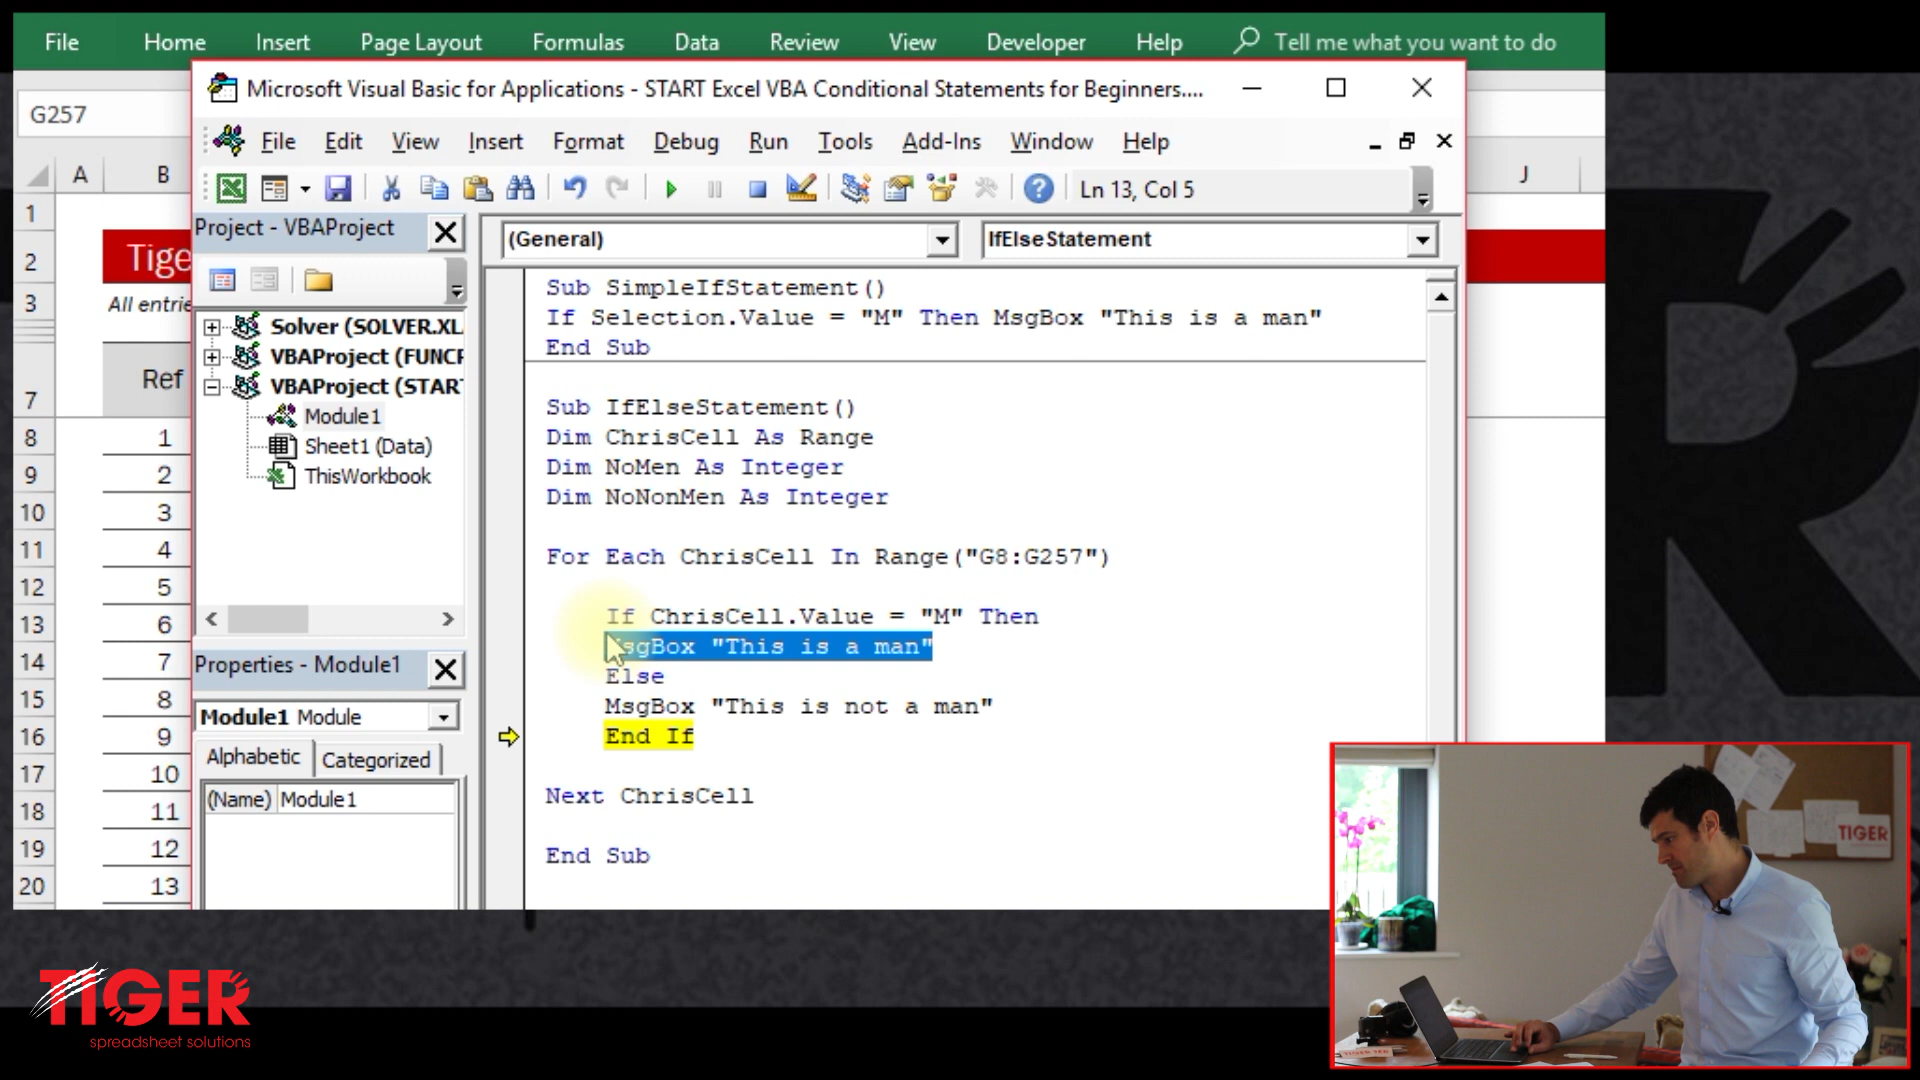 File Home Insert Page Layout Formulas Data Review View Developer Help Tell me what you want to do
Microsoft Visual Basic for Applications - START Excel VBA Conditional Statements for Beginners....
G257
File Edit View Insert Format Debug Run Tools Add-Ins Window Help
Ln 13, Col 5
A B J
Project - VBAProject
(General) IfElseStatement
1
2 Tige
3 All entrie
7 Ref
8 1
9 2
10 3
11 4
12 5
13 6
14 7
15 8
16 9
17 10
18 11
19 12
20 13
Solver (SOLVER.XL
VBAProject (FUNCR
VBAProject (START
Module1
Sheet1 (Data)
ThisWorkbook
Properties - Module1
Module1 Module
Alphabetic Categorized
(Name) Module1
Sub SimpleIfStatement()
If Selection.Value = "M" Then MsgBox "This is a man"
End Sub
Sub IfElseStatement()
Dim ChrisCell As Range
Dim NoMen As Integer
Dim NoNonMen As Integer
For Each ChrisCell In Range("G8:G257")
If ChrisCell.Value = "M" Then
MsgBox "This is a man"
Else
MsgBox "This is not a man"
End If
Next ChrisCell
End Sub
TIGER
TIGER
spreadsheet solutions